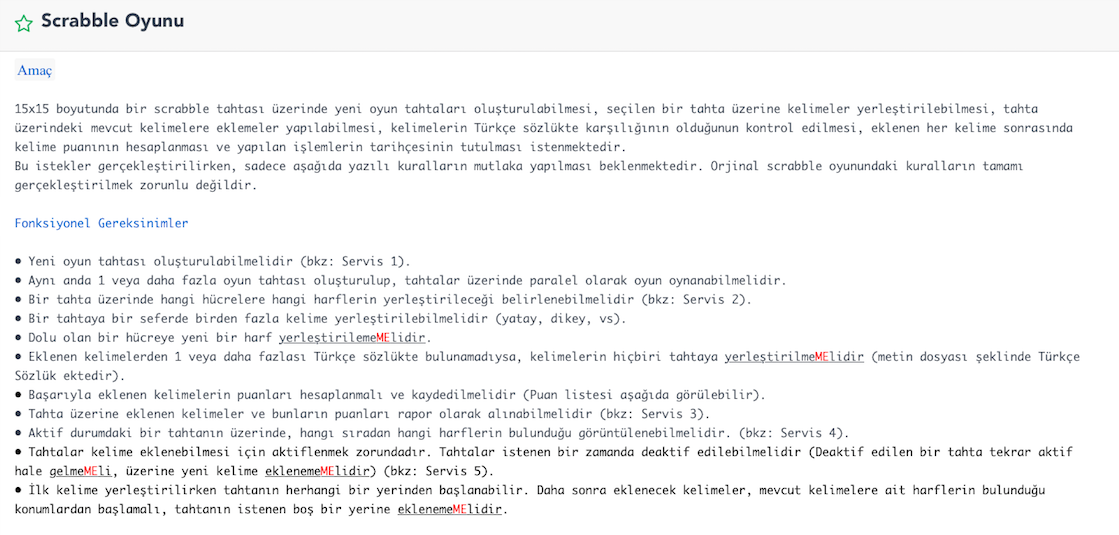 Scrabble Oyunu
Amaç
15x15 boyutunda bir scrabble tahtası üzerinde yeni oyun tahtaları oluşturulabilmesi, seçilen bir tahta üzerine kelimeler yerleştirilebilmesi, tahta
üzerindeki mevcut kelimelere eklemeler yapılabilmesi, kelimelerin Türkçe sözlükte karşılığının olduğunun kontrol edilmesi, eklenen her kelime sonrasında
kelime puanının hesaplanması ve yapılan işlemlerin tarihçesinin tutulması istenmektedir.
Bu istekler gerçekleştirilirken, sadece aşağıda yazılı kuralların mutlaka yapılması beklenmektedir. Orjinal scrabble oyunundaki kuralların tamamı
gerçekleştirilmek zorunlu değildir.
Fonksiyonel Gereksinimler
• Yeni oyun tahtası oluşturulabilmelidir (bkz: Servis 1).
• Aynı anda 1 veya daha fazla oyun tahtası oluşturulup, tahtalar üzerinde paralel olarak oyun oynanabilmelidir.
• Bir tahta üzerinde hangi hücrelere hangi harflerin yerleştirileceği belirlenebilmelidir (bkz: Servis 2).
• Bir tahtaya bir seferde birden fazla kelime yerleştirilebilmelidir (yatay, dikey, vs).
• Dolu olan bir hücreye yeni bir harf yerleştirilemeMElidir.
• Eklenen kelimelerden 1 veya daha fazlası Türkçe sözlükte bulunamadıysa, kelimelerin hiçbiri tahtaya yerleştirilmeMElidir (metin dosyası şeklinde Türkçe
Sözlük ektedir).
• Başarıyla eklenen kelimelerin puanları hesaplanmalı ve kaydedilmelidir (Puan listesi aşağıda görülebilir).
• Tahta üzerine eklenen kelimeler ve bunların puanları rapor olarak alınabilmelidir (bkz: Servis 3).
• Aktif durumdaki bir tahtanın üzerinde, hangı sıradan hangi harflerin bulunduğu görüntülenebilmelidir. (bkz: Servis 4).
• Tahtalar kelime eklenebilmesi için aktiflenmek zorundadır. Tahtalar istenen bir zamanda deaktif edilebilmelidir (Deaktif edilen bir tahta tekrar aktif
hale gelmeMEli, üzerine yeni kelime eklenemeMElidir) (bkz: Servis 5).
• İlk kelime yerleştirilirken tahtanın herhangi bir yerinden başlanabilir. Daha sonra eklenecek kelimeler, mevcut kelimelere ait harflerin bulunduğu
konumlardan başlamalı, tahtanın istenen boş bir yerine eklenemeMElidir.